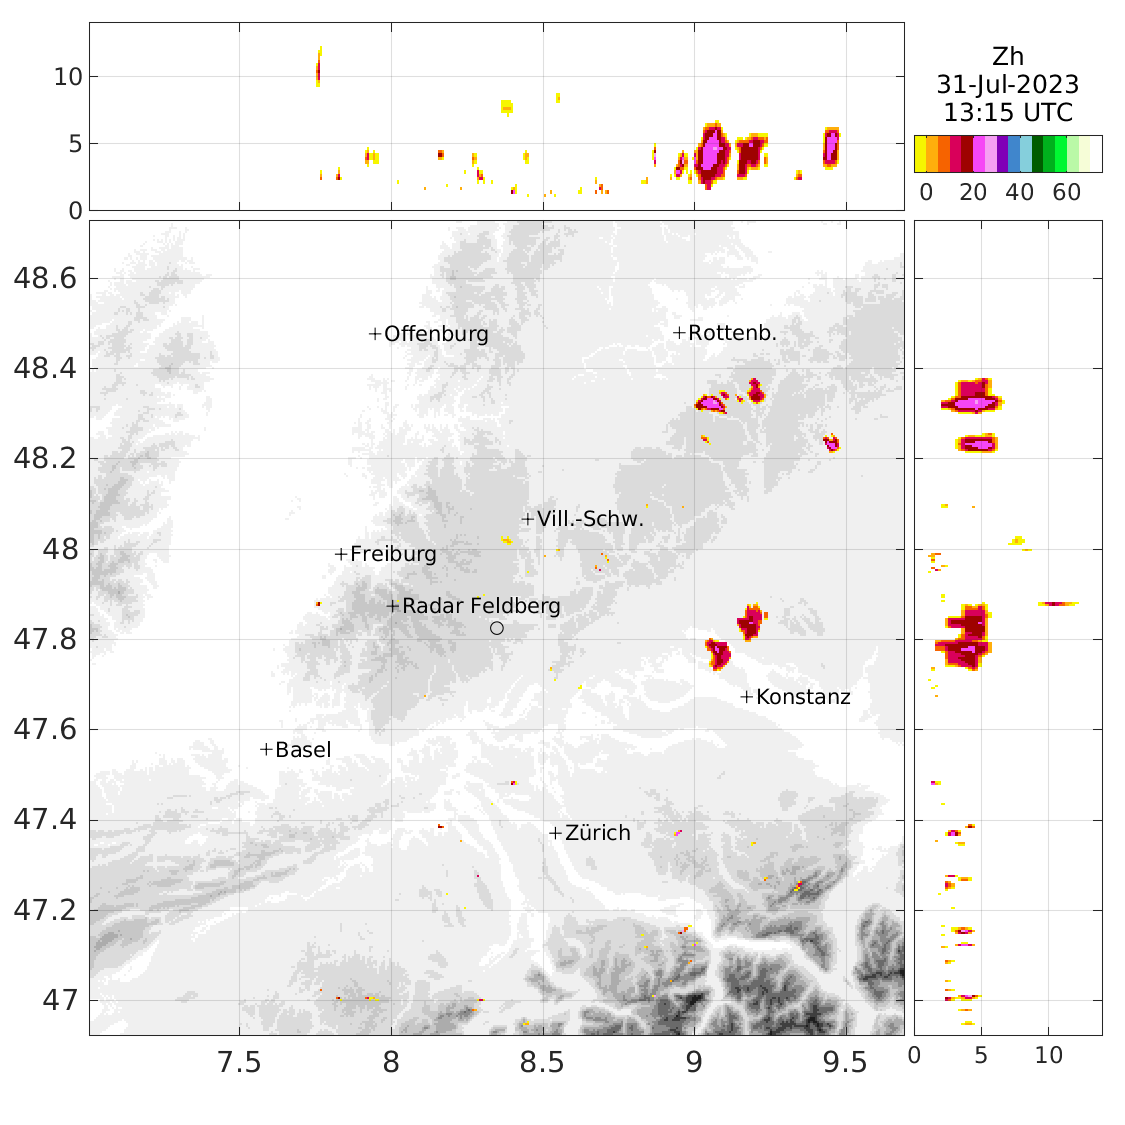 10
5
0
Zh
31-Jul-2023
13:15 UTC
0 20 40 60
48.6
48.4
48.2
48
47.8
47.6
47.4
47.2
47
+Offenburg
+Rottenb.
+Vill.-Schw.
+Freiburg
+Radar Feldberg
+Konstanz
+Basel
+Zürich
7.5 8 8.5 9 9.5
0 5 10